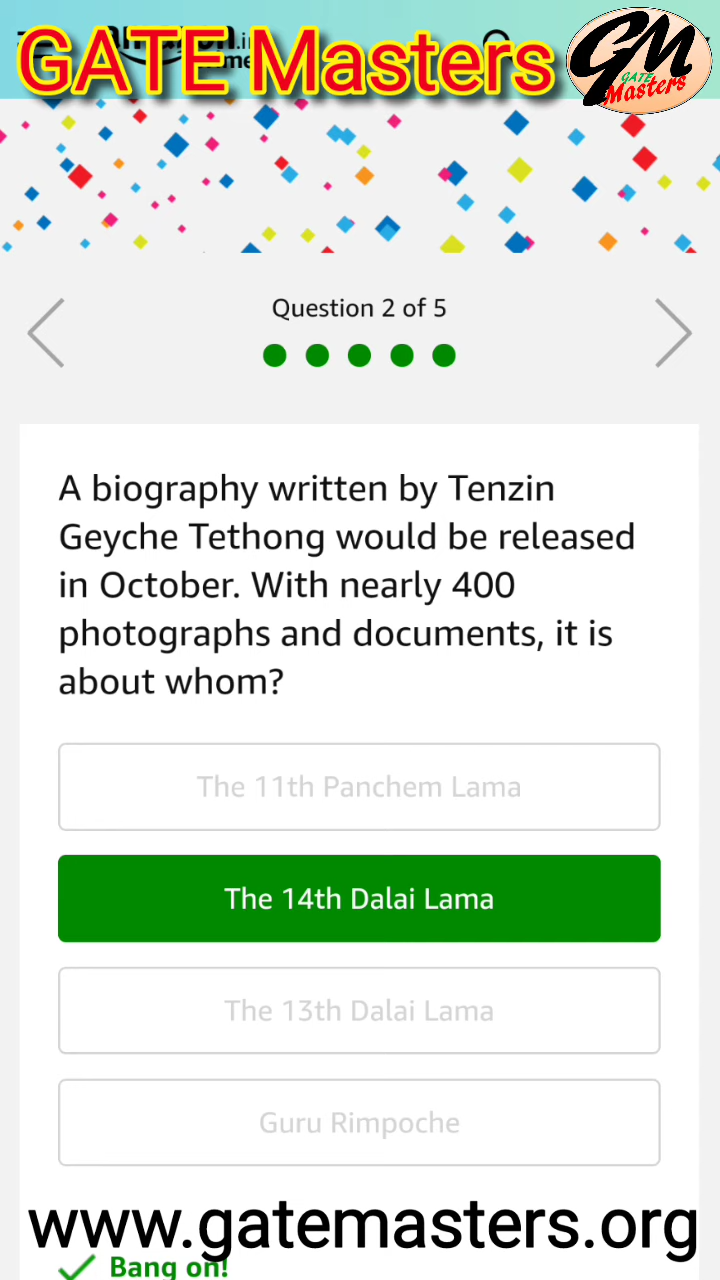 GATE Masters
GM
GATE
Masters
Question 2 of 5
A biography written by Tenzin
Geyche Tethong would be released
in October. With nearly 400
photographs and documents, it is
about whom?
The 11th Panchem Lama
The 14th Dalai Lama
The 13th Dalai Lama
Guru Rimpoche
www.gatemasters.org
Bang on!